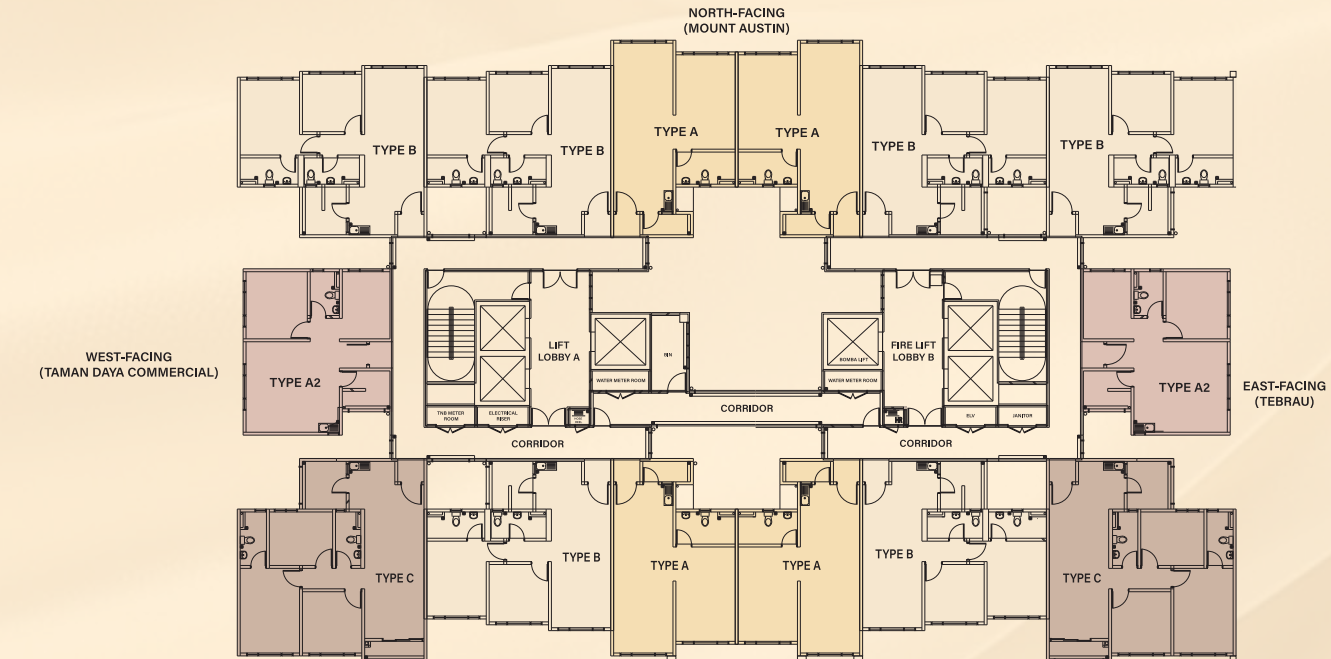 NORTH-FACING
(MOUNT AUSTIN)
TYPE A
TYPE A
TYPE B
TYPE B
TYPE B
TYPE B
WEST-FACING
(TAMAN DAYA COMMERCIAL)
TYPE A2
LIFT
LOBBY A
BIN
WATER METER ROOM
TNB METER
ROOM
ELECTRICAL
RISER
BOMBA LIFT
WATER METER ROOM
FIRE LIFT
LOBBY B
HR
ELV
JANITOR
TYPE A2
EAST-FACING
(TEBRAU)
CORRIDOR
CORRIDOR
CORRIDOR
TYPE C
TYPE B
TYPE A
TYPE A
TYPE B
TYPE C